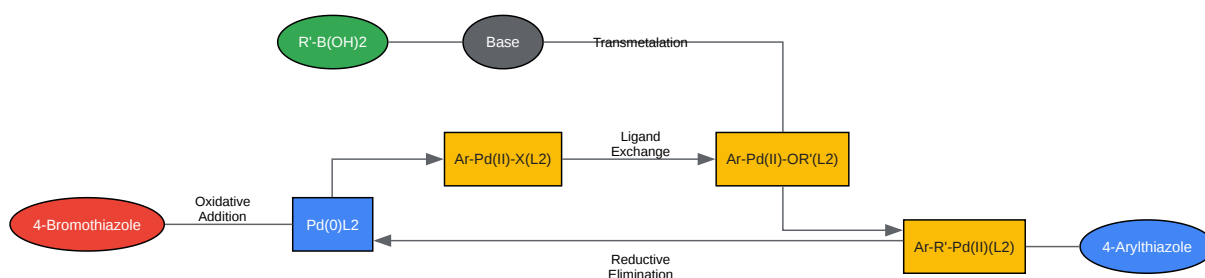 R'-B(OH)2
Base
Transmetalation
Ligand
Exchange
Ar-Pd(II)-X(L2)
Ar-Pd(II)-OR'(L2)
Oxidative
Addition
4-Bromothiazole
Pd(0)L2
Ar-R'-Pd(II)(L2)
4-Arylthiazole
Reductive
Elimination